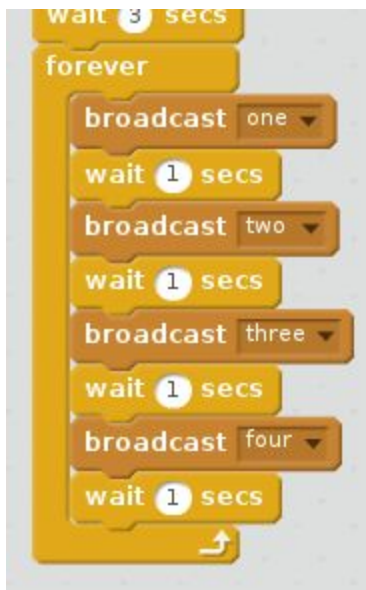 wait 3 secs
forever
broadcast one
wait 1 secs
broadcast two
wait 1 secs
broadcast three
wait 1 secs
broadcast four
wait 1 secs